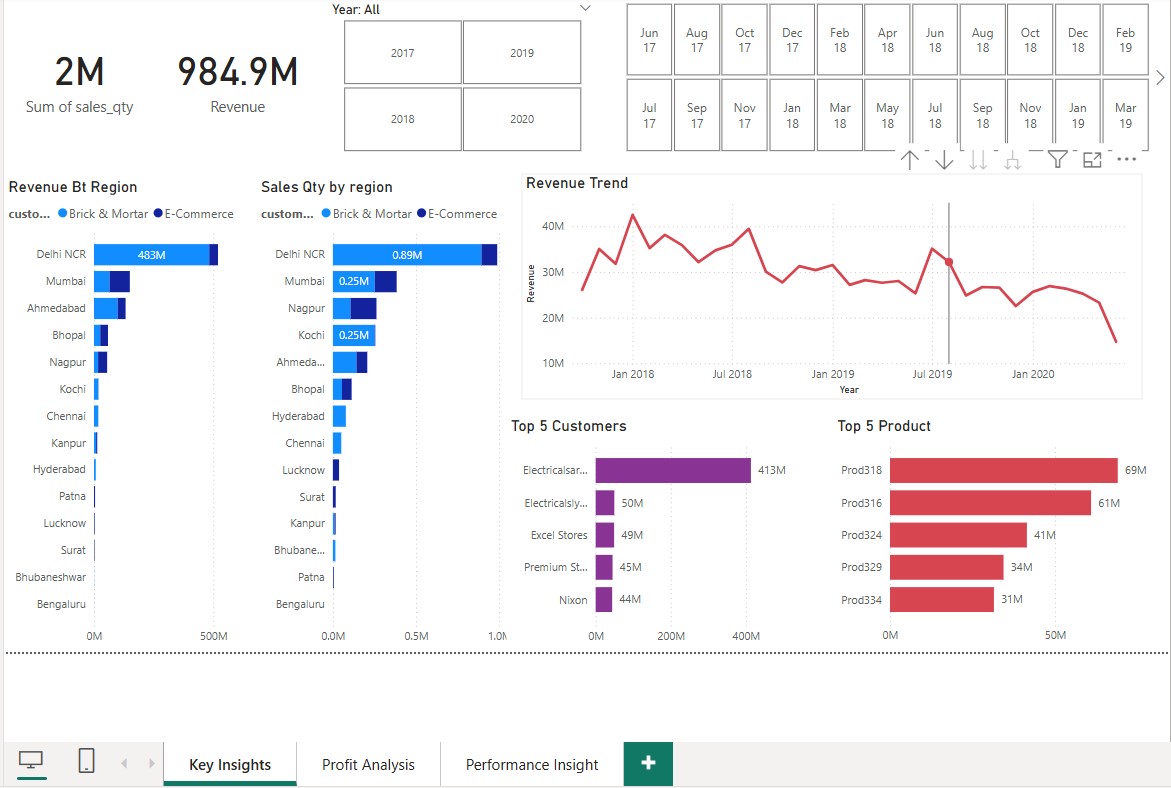 Year: All
2017
2019
2018
2020
2M
Sum of sales_qty
984.9M
Revenue
Jun 17
Aug 17
Oct 17
Dec 17
Feb 18
Apr 18
Jun 18
Aug 18
Oct 18
Dec 18
Feb 19
Jul 17
Sep 17
Nov 17
Jan 18
Mar 18
May 18
Jul 18
Sep 18
Nov 18
Jan 19
Mar 19
Revenue Bt Region
custo... Brick & Mortar E-Commerce
Delhi NCR 483M
Mumbai
Ahmedabad
Bhopal
Nagpur
Kochi
Chennai
Kanpur
Hyderabad
Patna
Lucknow
Surat
Bhubaneshwar
Bengaluru
0M 500M
Sales Qty by region
custom... Brick & Mortar E-Commerce
Delhi NCR 0.89M
Mumbai 0.25M
Nagpur
Kochi 0.25M
Ahmeda...
Bhopal
Hyderabad
Chennai
Lucknow
Surat
Kanpur
Bhubane...
Patna
Bengaluru
0.0M 0.5M 1.0M
Revenue Trend
Revenue
40M
30M
20M
10M
Jan 2018 Jul 2018 Jan 2019 Jul 2019 Jan 2020
Year
Top 5 Customers
Electricalsar... 413M
Electricalsly... 50M
Excel Stores 49M
Premium St... 45M
Nixon 44M
0M 200M 400M
Top 5 Product
Prod318 69M
Prod316 61M
Prod324 41M
Prod329 34M
Prod334 31M
0M 50M
Key Insights
Profit Analysis
Performance Insight